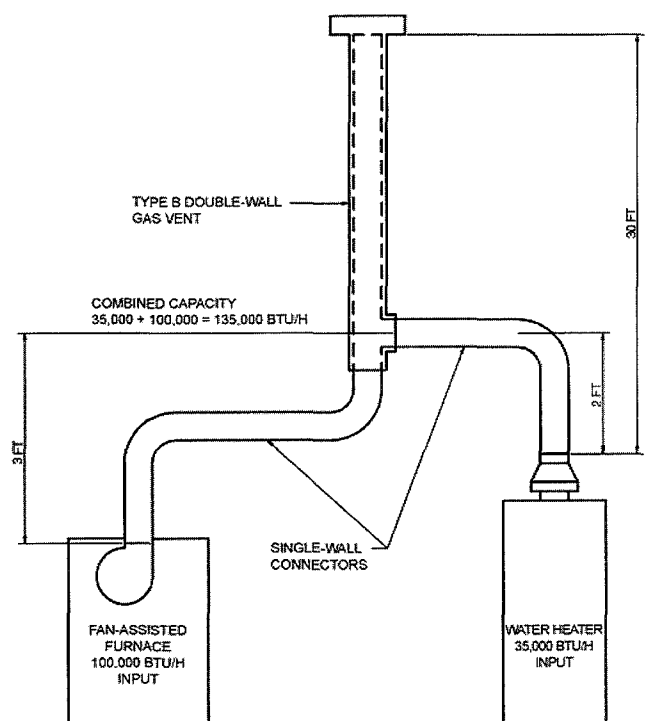 TYPE B DOUBLE-WALL
GAS VENT
30 FT
COMBINED CAPACITY
35,000 + 100,000 = 135,000 BTU/H
2 FT
3 FT
SINGLE-WALL
CONNECTORS
FAN-ASSISTED
FURNACE
100.000 BTU/H
INPUT
WATER HEATER
35,000 BTU/H
INPUT